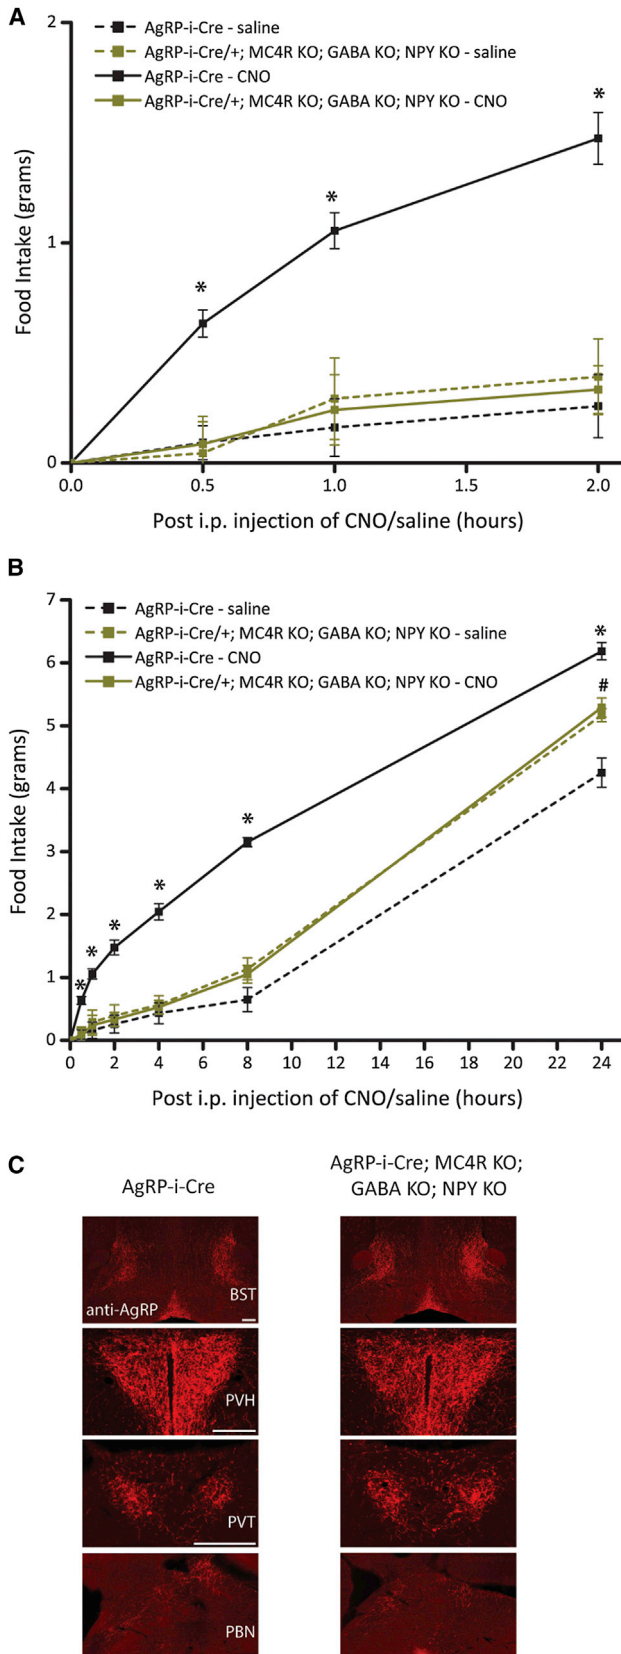 A
AgRP-i-Cre - saline
AgRP-i-Cre/+; MC4R KO; GABA KO; NPY KO - saline
AgRP-i-Cre - CNO
AgRP-i-Cre/+; MC4R KO; GABA KO; NPY KO - CNO
2
1
0
* * *
Food Intake (grams)
0.0 0.5 1.0 1.5 2.0
Post i.p. injection of CNO/saline (hours)
B
AgRP-i-Cre - saline
AgRP-i-Cre/+; MC4R KO; GABA KO; NPY KO - saline
AgRP-i-Cre - CNO
AgRP-i-Cre/+; MC4R KO; GABA KO; NPY KO - CNO
7
6
5
4
3
2
1
0
* * * * * *
#
Food Intake (grams)
0 2 4 6 8 10 12 14 16 18 20 22 24
Post i.p. injection of CNO/saline (hours)
C
AgRP-i-Cre
AgRP-i-Cre; MC4R KO;
GABA KO; NPY KO
BST
anti-AgRP
PVH
PVT
PBN